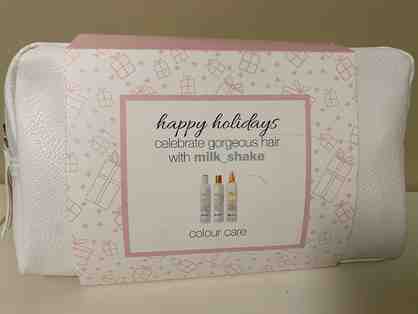 happy holidays
celebrate gorgeous hair
with milk_shake
colour care